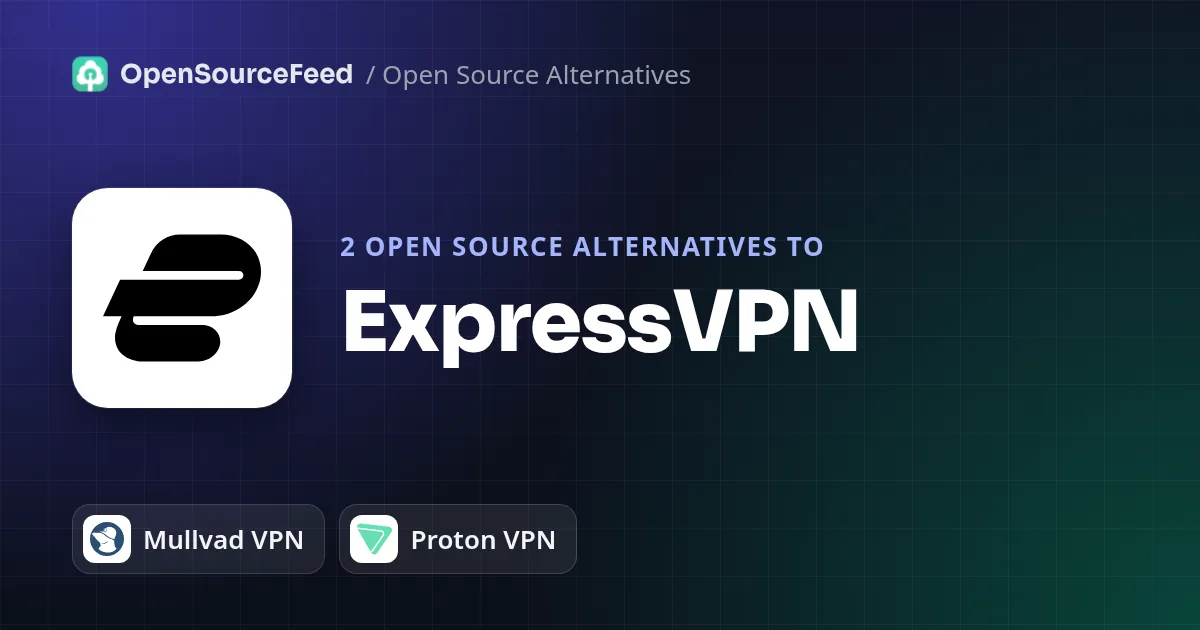 OpenSourceFeed / Open Source Alternatives
2 OPEN SOURCE ALTERNATIVES TO
ExpressVPN
Mullvad VPN
Proton VPN